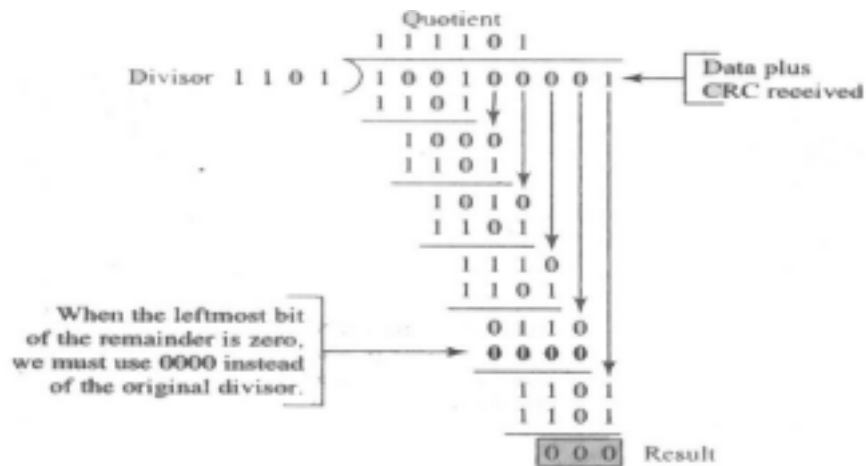 Quotient
1 1 1 1 0 1
Divisor 1 1 0 1 1 0 0 1 0 0 0 0 1
Data plus
CRC received
1 1 0 1
1 0 0 0
1 1 0 1
1 0 1 0
1 1 0 1
1 1 1 0
1 1 0 1
When the leftmost bit
of the remainder is zero,
we must use 0000 instead
of the original divisor.
0 1 1 0
0 0 0 0
1 1 0 1
1 1 0 1
0 0 0 Result